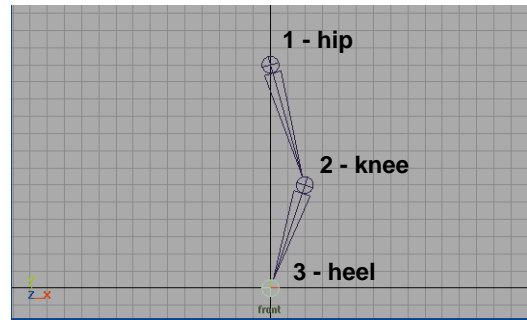 1 - hip
2 - knee
3 - heel
y
z x
front